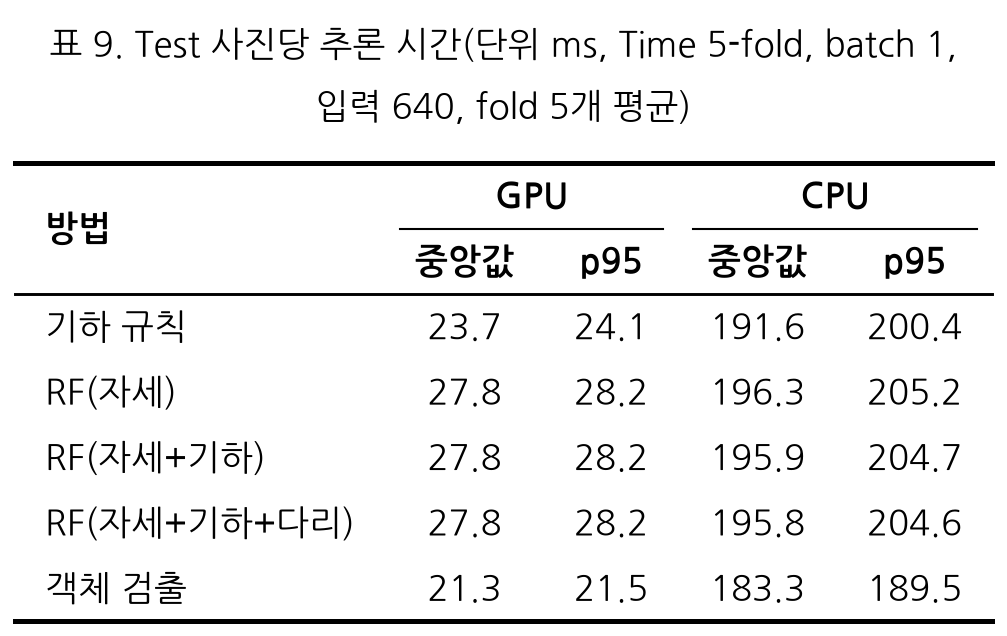 표 9. Test 사진당 추론 시간(단위 ms, Time 5-fold, batch 1,
입력 640, fold 5개 평균)
방법 GPU CPU
중앙값 p95 중앙값 p95
기하 규칙 23.7 24.1 191.6 200.4
RF(자세) 27.8 28.2 196.3 205.2
RF(자세+기하) 27.8 28.2 195.9 204.7
RF(자세+기하+다리) 27.8 28.2 195.8 204.6
객체 검출 21.3 21.5 183.3 189.5